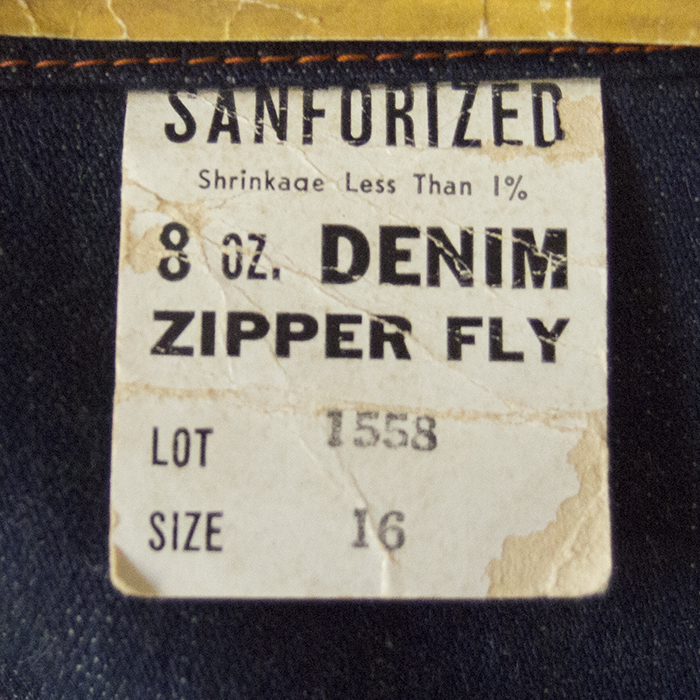 SANFORIZED
Shrinkage Less Than 1%
8 OZ. DENIM
ZIPPER FLY
LOT 1558
SIZE 16